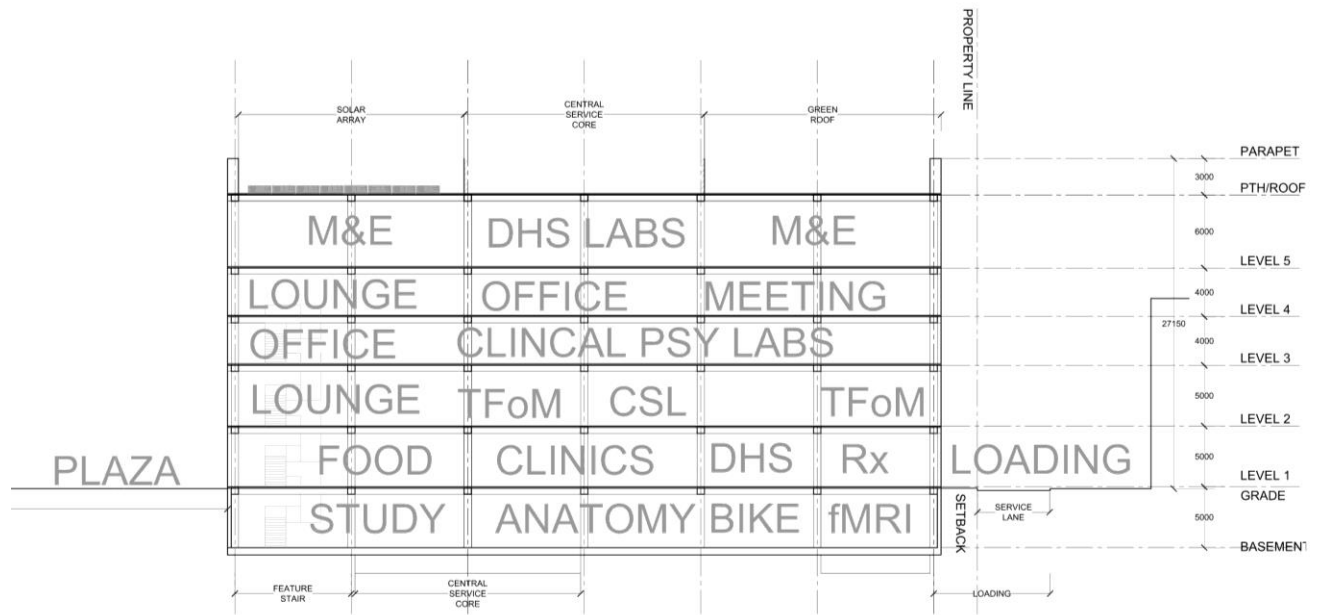 PROPERTY LINE
SOLAR
ARRAY
CENTRAL
SERVICE
CORE
GREEN
ROOF
PARAPET
3000
PTH/ROOF
M&E DHS LABS M&E
6000
LEVEL 5
LOUNGE OFFICE MEETING
4000
LEVEL 4
27150
OFFICE CLINCAL PSY LABS
4000
LEVEL 3
LOUNGE TFoM CSL TFoM
5000
LEVEL 2
PLAZA FOOD CLINICS DHS Rx LOADING
5000
LEVEL 1
GRADE
STUDY ANATOMY BIKE fMRI
SETBACK
SERVICE
LANE
5000
BASEMENT
FEATURE
STAIR
CENTRAL
SERVICE
CORE
LOADING